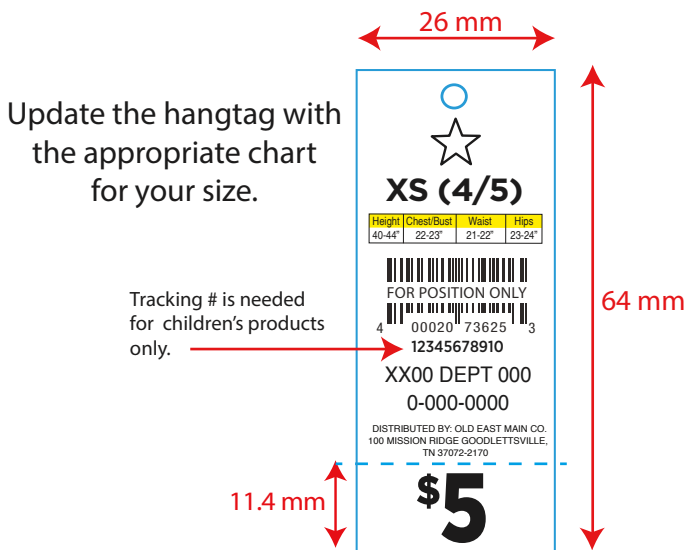 26 mm
Update the hangtag with
the appropriate chart
for your size.
XS (4/5)
Height Chest/Bust Waist Hips
40-44" 22-23" 21-22" 23-24"
FOR POSITION ONLY
4 00020 73625 3
Tracking # is needed
for children's products
only.
12345678910
64 mm
XX00 DEPT 000
0-000-0000
DISTRIBUTED BY: OLD EAST MAIN CO.
100 MISSION RIDGE GOODLETTSVILLE,
TN 37072-2170
11.4 mm
$5